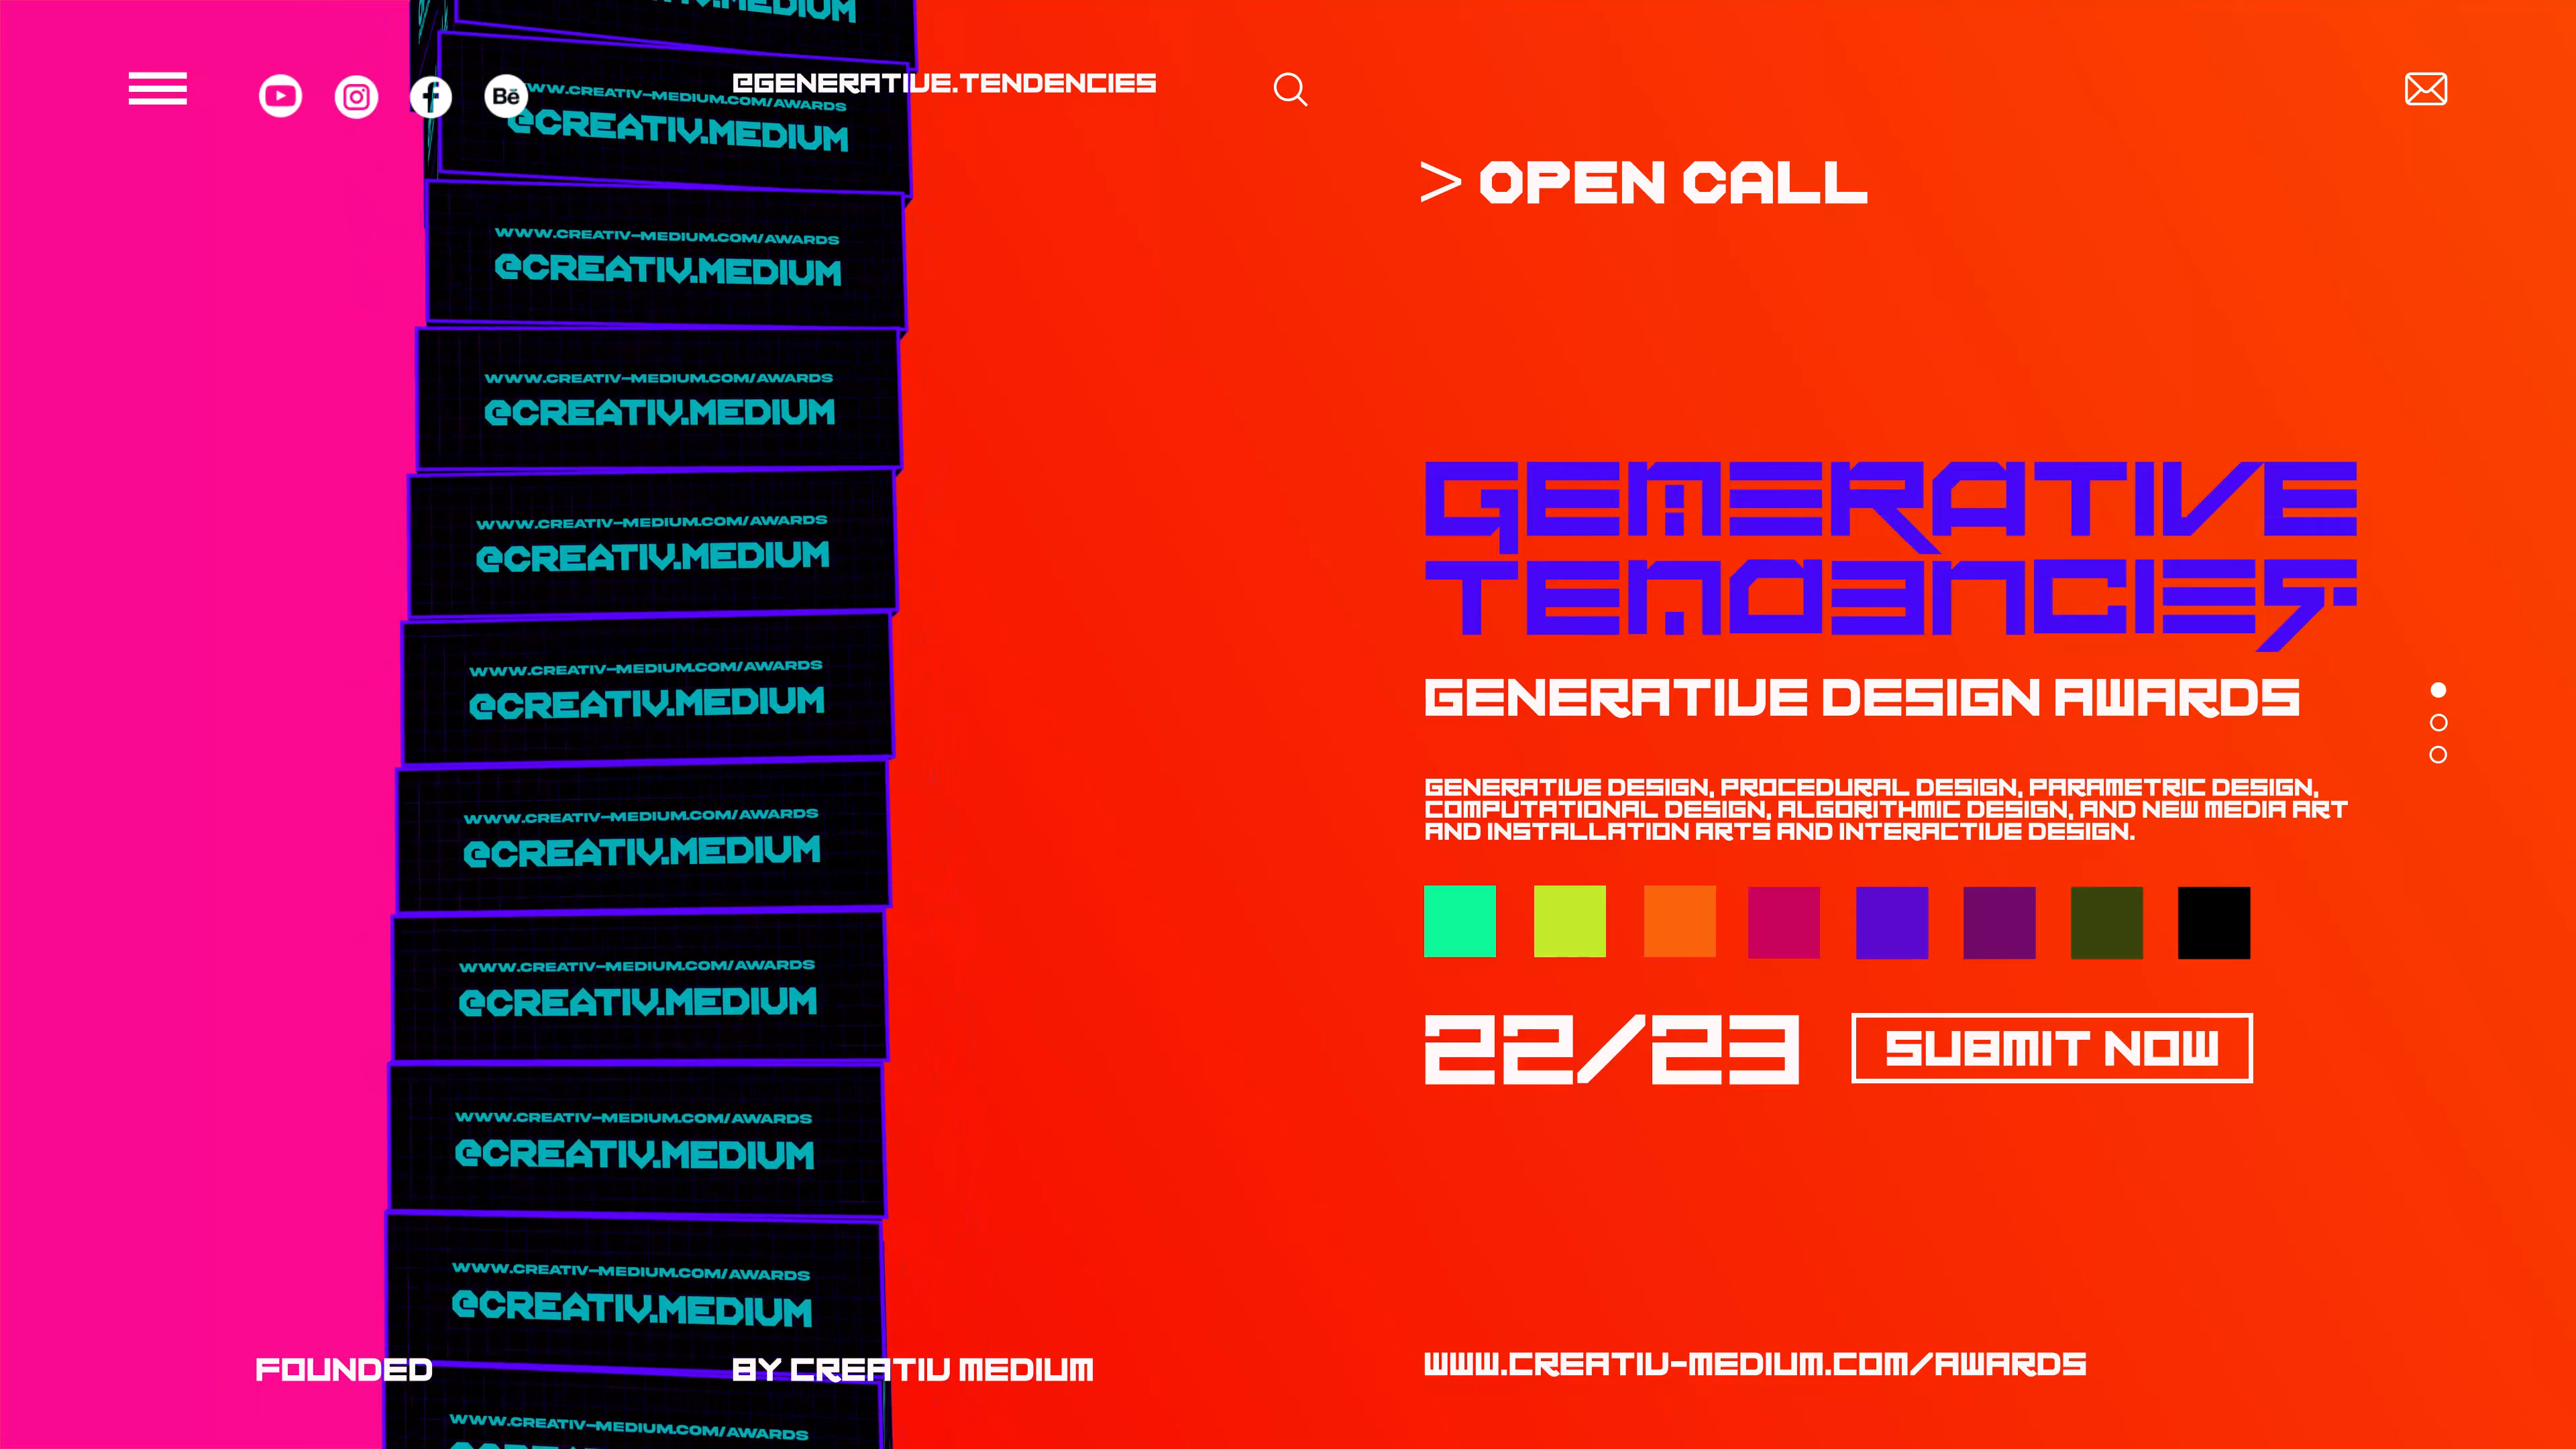 .MEDIUM
@GENERATIVE.TENDENCIES
Bē
WWW.CREATIV-MEDIUM.COM/AWARDS
@CREATIV.MEDIUM
> OPEN CALL
WWW.CREATIV-MEDIUM.COM/AWARDS
@CREATIV.MEDIUM
WWW.CREATIV-MEDIUM.COM/AWARDS
@CREATIV.MEDIUM
WWW.CREATIV-MEDIUM.COM/AWARDS
@CREATIV.MEDIUM
WWW.CREATIV-MEDIUM.COM/AWARDS
@CREATIV.MEDIUM
WWW.CREATIV-MEDIUM.COM/AWARDS
@CREATIV.MEDIUM
WWW.CREATIV-MEDIUM.COM/AWARDS
@CREATIV.MEDIUM
WWW.CREATIV-MEDIUM.COM/AWARDS
@CREATIV.MEDIUM
WWW.CREATIV-MEDIUM.COM/AWARDS
@CREATIV.MEDIUM
WWW.CREATIV-MEDIUM.COM/AWARDS
GENERATIVE
TENDENCIES
GENERATIVE DESIGN AWARDS
GENERATIVE DESIGN, PROCEDURAL DESIGN, PARAMETRIC DESIGN,
COMPUTATIONAL DESIGN, ALGORITHMIC DESIGN, AND NEW MEDIA ART
AND INSTALLATION ARTS AND INTERACTIVE DESIGN.
22/23
SUBMIT NOW
FOUNDED
BY CREATIV MEDIUM
WWW.CREATIV-MEDIUM.COM/AWARDS